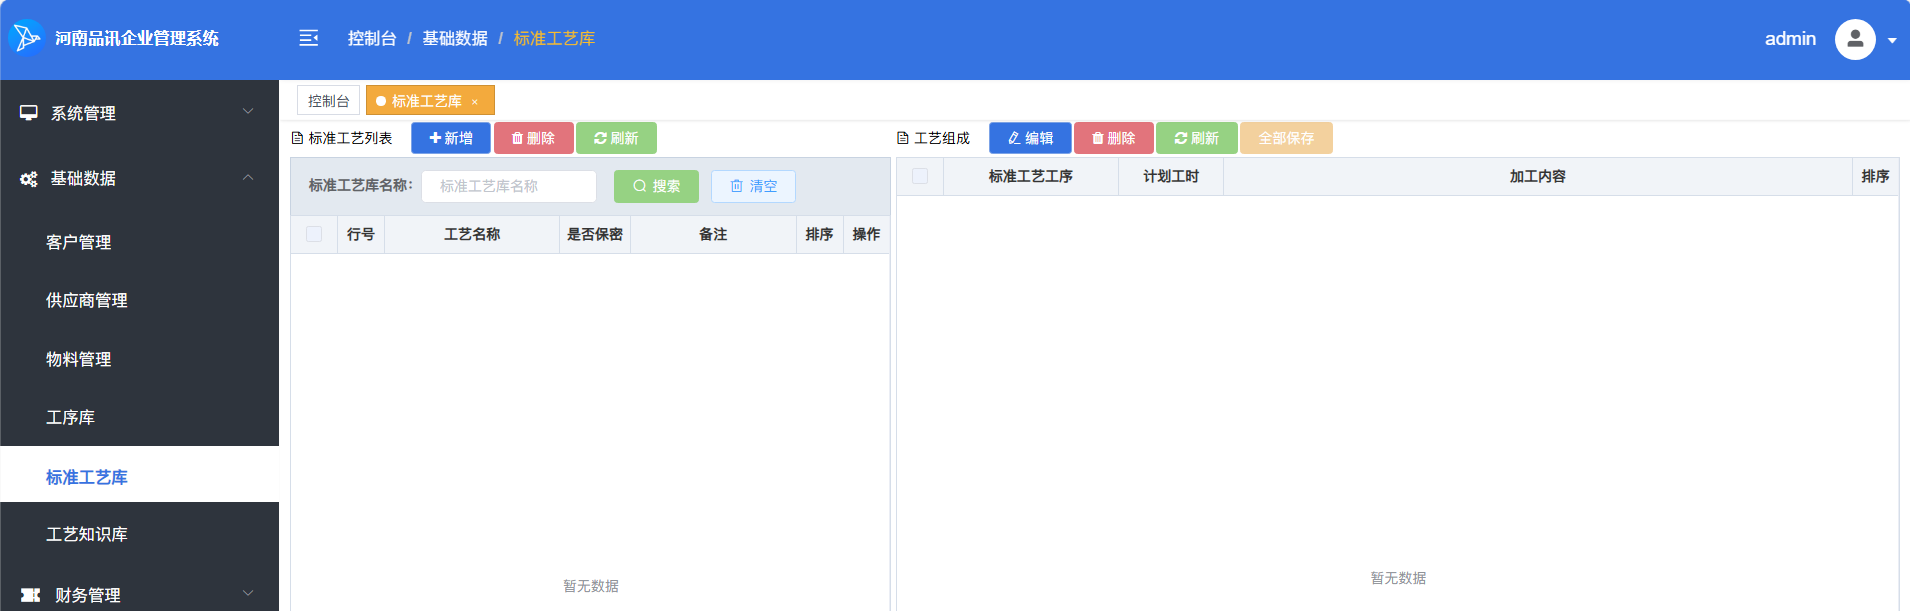 河南品讯企业管理系统
控制台 / 基础数据 / 标准工艺库
admin
系统管理
基础数据
客户管理
供应商管理
物料管理
工序库
标准工艺库
工艺知识库
财务管理
控制台 标准工艺库 ×
标准工艺列表 新增 删除 刷新
标准工艺库名称: 标准工艺库名称 搜索 清空
行号 工艺名称 是否保密 备注 排序 操作
暂无数据
工艺组成 编辑 删除 刷新 全部保存
标准工艺工序 计划工时 加工内容 排序
暂无数据